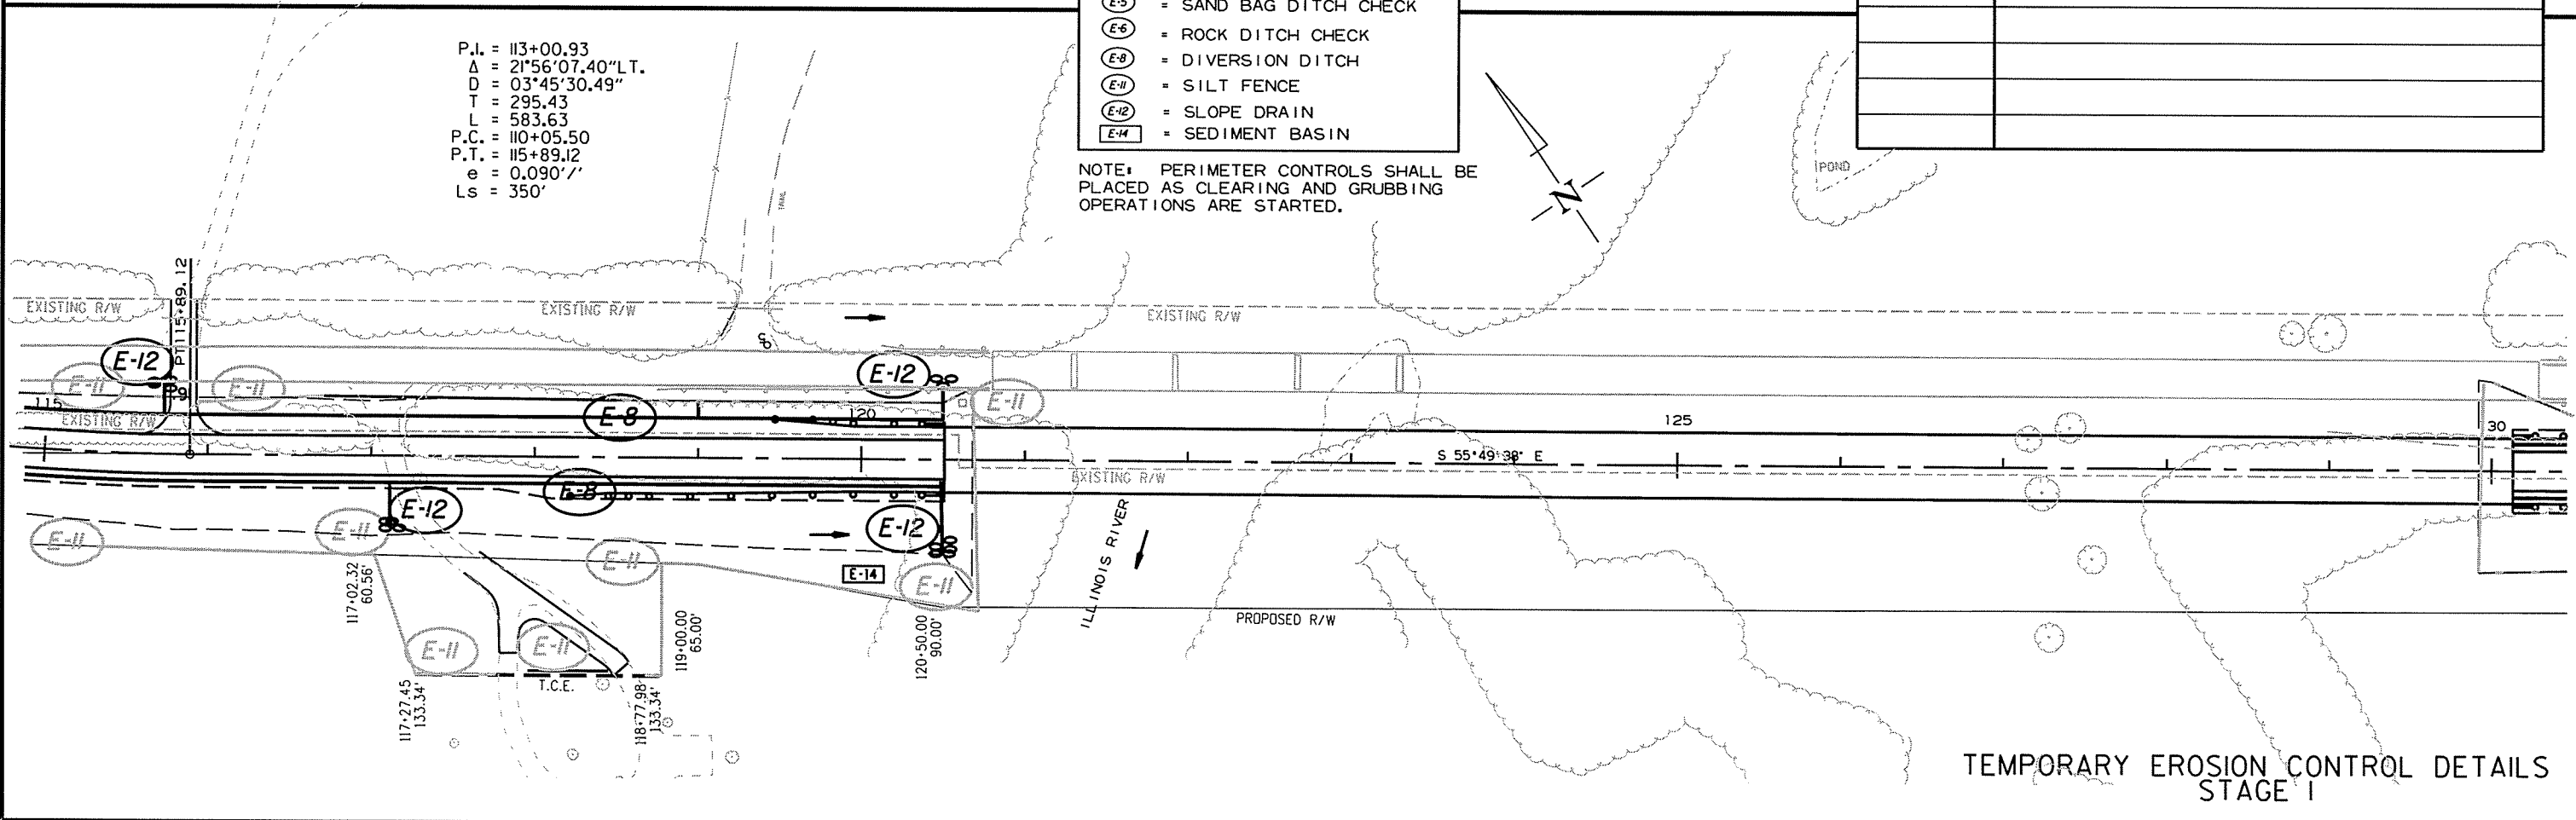 P.I. = 113+00.93
Δ = 21°56'07.40"LT.
D = 03°45'30.49"
T = 295.43
L = 583.63
P.C. = 110+05.50
P.T. = 115+89.12
e = 0.090'/'
Ls = 350'
E-5 = SAND BAG DITCH CHECK
E-6 = ROCK DITCH CHECK
E-8 = DIVERSION DITCH
E-11 = SILT FENCE
E-12 = SLOPE DRAIN
E-14 = SEDIMENT BASIN
NOTE: PERIMETER CONTROLS SHALL BE
PLACED AS CLEARING AND GRUBBING
OPERATIONS ARE STARTED.
N
POND
TRAIL
EXISTING R/W
EXISTING R/W
EXISTING R/W
PT 115+89.12
E-12
E-12
E-11
E-11
E-11
115
EXISTING R/W
E-8
120
125
30
S 55°49'38" E
EXISTING R/W
E-8
E-12
E-12
E-11
E-11
E-11
E-14
E-11
ILLINOIS RIVER
117+02.32
60.56'
119+00.00
65.00'
120+50.00
90.00'
PROPOSED R/W
E-11
E-11
T.C.E.
117+27.45
133.34'
118+77.98
133.34'
TEMPORARY EROSION CONTROL DETAILS
STAGE I